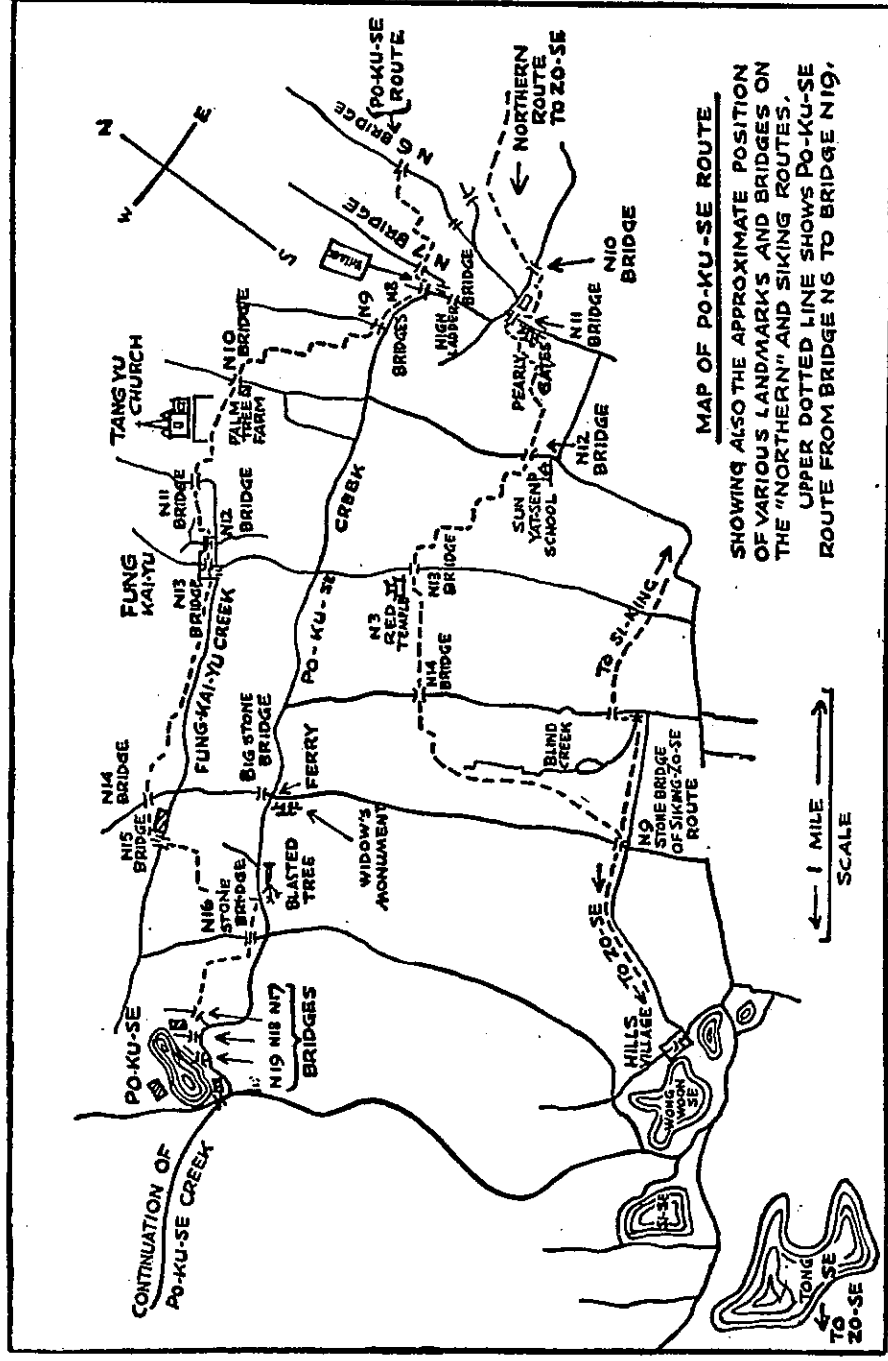 CONTINUATION OF
PO-KU-SE CREEK
PO-KU-SE
N19 N18 N17
BRIDGES
N16
STONE
BRIDGE
N15
BRIDGE
N14
BRIDGE
FUNG-KAI-YU CREEK
BIG STONE
BRIDGE
FERRY
BLASTED
TREE
WIDOW'S
MONUMENT
FUNG
KAI-YU
N13
BRIDGE
N12
BRIDGE
N11
BRIDGE
TANG YU
CHURCH
PALM
TREE
FARM
N10
BRIDGE
N9
N8
BRIDGES
VILLAGE
N17 BRIDGE
N6
BRIDGE
PO-KU-SE
ROUTE
N
E
S
W
HIGH
LADDER
BRIDGE
PO-KU-SE CREEK
NORTHERN
ROUTE
TO ZO-SE
N10
BRIDGE
N11
BRIDGE
PEARLY
GATES
N12
BRIDGE
SUN
YAT-SEN
SCHOOL
N13
BRIDGE
N3
RED
TEMPLE
N14
BRIDGE
BLIND
CREEK
TO SI-KING
N9
STONE BRIDGE
OF SIKING-ZO-SE
ROUTE
TO ZO-SE
TO ZO-SE
HILLS
VILLAGE
WONG
WOON
SE
SI-SE
TONG
SE
TO
ZO-SE
1 MILE
SCALE
MAP OF PO-KU-SE ROUTE
SHOWING ALSO THE APPROXIMATE POSITION
OF VARIOUS LANDMARKS AND BRIDGES ON
THE "NORTHERN" AND SIKING ROUTES.
UPPER DOTTED LINE SHOWS PO-KU-SE
ROUTE FROM BRIDGE N6 TO BRIDGE N19.